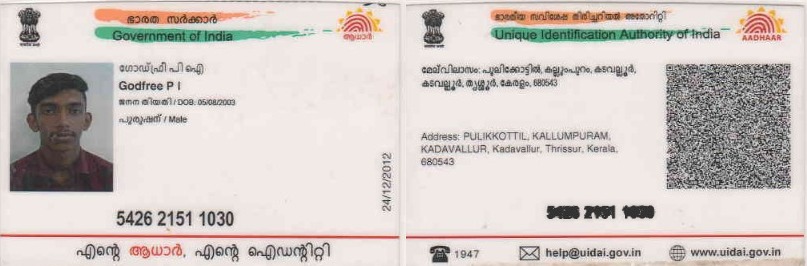 ഭാരത സർക്കാർ
Government of India
ആധാർ
ഗോഡ്ഫ്രീ പി ഐ
Godfree P I
ജനന തിയതി / DOB: 05/08/2003
പുരുഷന് / Male
24/12/2012
5426 2151 1030
എന്റെ ആധാർ, എന്റെ ഐഡന്റിറ്റി
ഭാരതീയ സവിശേഷ തിരിച്ചറിയൽ അതോറിറ്റി
Unique Identification Authority of India
AADHAAR
മേല്വിലാസം: പുലിക്കോട്ടിൽ, കല്ലുംപുറം, കടവല്ലൂർ,
കടവല്ലൂർ, തൃശ്ശൂർ, കേരളം, 680543
Address: PULIKKOTTIL, KALLUMPURAM,
KADAVALLUR, Kadavallur, Thrissur, Kerala,
680543
5426 2151 1030
1947
help@uidai.gov.in
www.uidai.gov.in